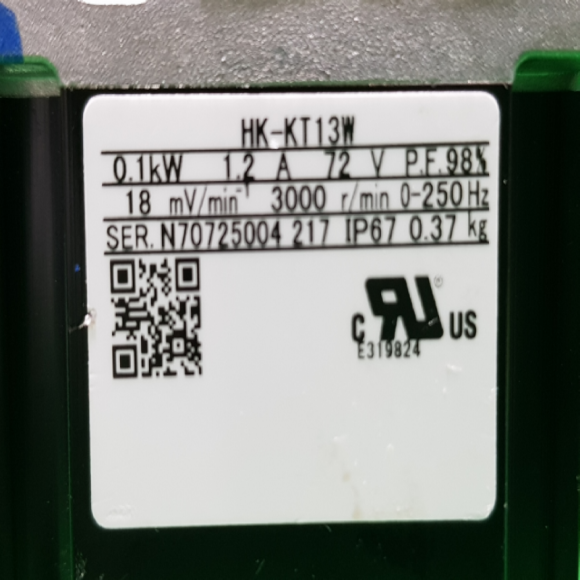 HK-KT13W
0.1kW 1.2 A 72 V P.F.98%
18 mV/min⁻¹ 3000 r/min 0-250Hz
SER. N70725004 217 IP67 0.37 kg
C RU ® US
E319824